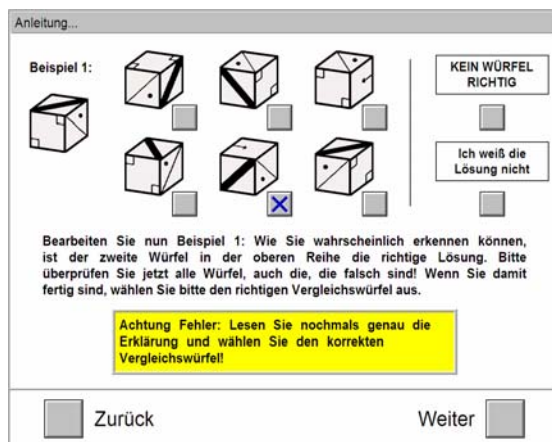 Anleitung...
Beispiel 1:
KEIN WÜRFEL
RICHTIG
Ich weiß die
Lösung nicht
Bearbeiten Sie nun Beispiel 1: Wie Sie wahrscheinlich erkennen können,
ist der zweite Würfel in der oberen Reihe die richtige Lösung. Bitte
überprüfen Sie jetzt alle Würfel, auch die, die falsch sind! Wenn Sie damit
fertig sind, wählen Sie bitte den richtigen Vergleichswürfel aus.
Achtung Fehler: Lesen Sie nochmals genau die
Erklärung und wählen Sie den korrekten
Vergleichswürfel!
Zurück
Weiter